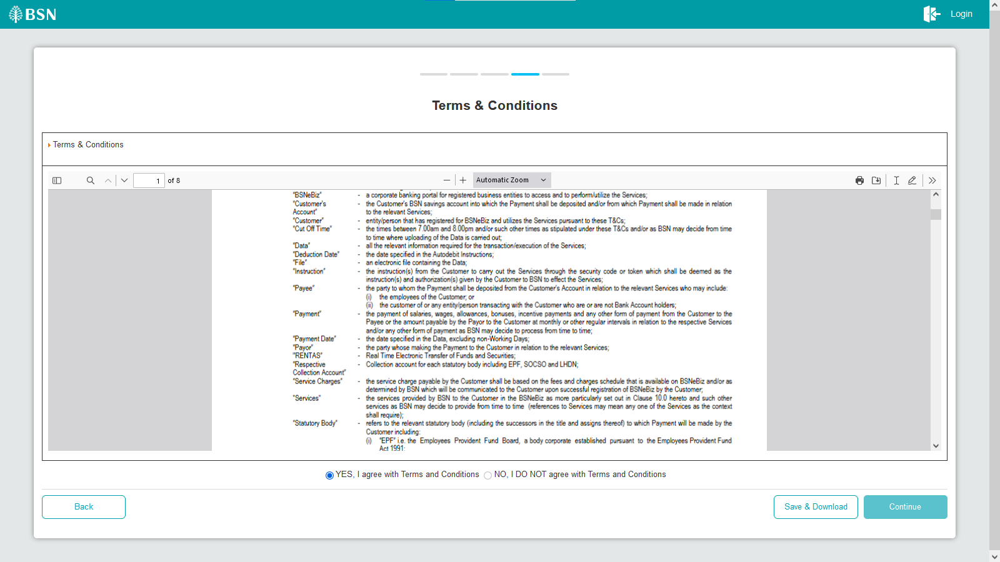 BSN
Login
Terms & Conditions
Terms & Conditions
1 of 8
Automatic Zoom
"BSNeBiz" - a corporate banking portal for registered business entities to access and to perform/utilize the Services;
"Customer's - the Customer's BSN savings account into which the Payment shall be deposited and/or from which Payment shall be made in relation
Account" to the relevant Services;
"Customer" - entity/person that has registered for BSNeBiz and utilizes the Services pursuant to these T&Cs;
"Cut Off Time" - the times between 7.00am and 8.00pm and/or such other times as stipulated under these T&Cs and/or as BSN may decide from time
to time where uploading of the Data is carried out;
"Data" - all the relevant information required for the transaction/execution of the Services;
"Deduction Date" - the date specified in the Autodebit Instructions;
"File" - an electronic file containing the Data;
"Instruction" - the instruction(s) from the Customer to carry out the Services through the security code or token which shall be deemed as the
instruction(s) and authorization(s) given by the Customer to BSN to effect the Services;
"Payee" - the party to whom the Payment shall be deposited from the Customer's Account in relation to the relevant Services who may include:
(i) the employees of the Customer; or
(ii) the customer of or any entity/person transacting with the Customer who are or are not Bank Account holders;
"Payment" - the payment of salaries, wages, allowances, bonuses, incentive payments and any other form of payment from the Customer to the
Payee or the amount payable by the Payor to the Customer at monthly or other regular intervals in relation to the respective Services
and/or any other form of payment as BSN may decide to process from time to time;
"Payment Date" - the date specified in the Data, excluding non-Working Days;
"Payor" - the party whose making the Payment to the Customer in relation to the relevant Services;
"RENTAS" - Real Time Electronic Transfer of Funds and Securities;
"Respective - Collection account for each statutory body including EPF, SOCSO and LHDN;
Collection Account"
"Service Charges" - the service charge payable by the Customer shall be based on the fees and charges schedule that is available on BSNeBiz and/or as
determined by BSN which will be communicated to the Customer upon successful registration of BSNeBiz by the Customer;
"Services" - the services provided by BSN to the Customer in the BSNeBiz as more particularly set out in Clause 10.0 hereto and such other
services as BSN may decide to provide from time to time (references to Services may mean any one of the Services as the context
shall require);
"Statutory Body" - refers to the relevant statutory body (including the successors in the title and assigns thereof) to which Payment will be made by the
Customer including:
(i) "EPF" i.e. the Employees Provident Fund Board, a body corporate established pursuant to the Employees Provident Fund
Act 1991;
YES, I agree with Terms and Conditions NO, I DO NOT agree with Terms and Conditions
Back
Save & Download
Continue